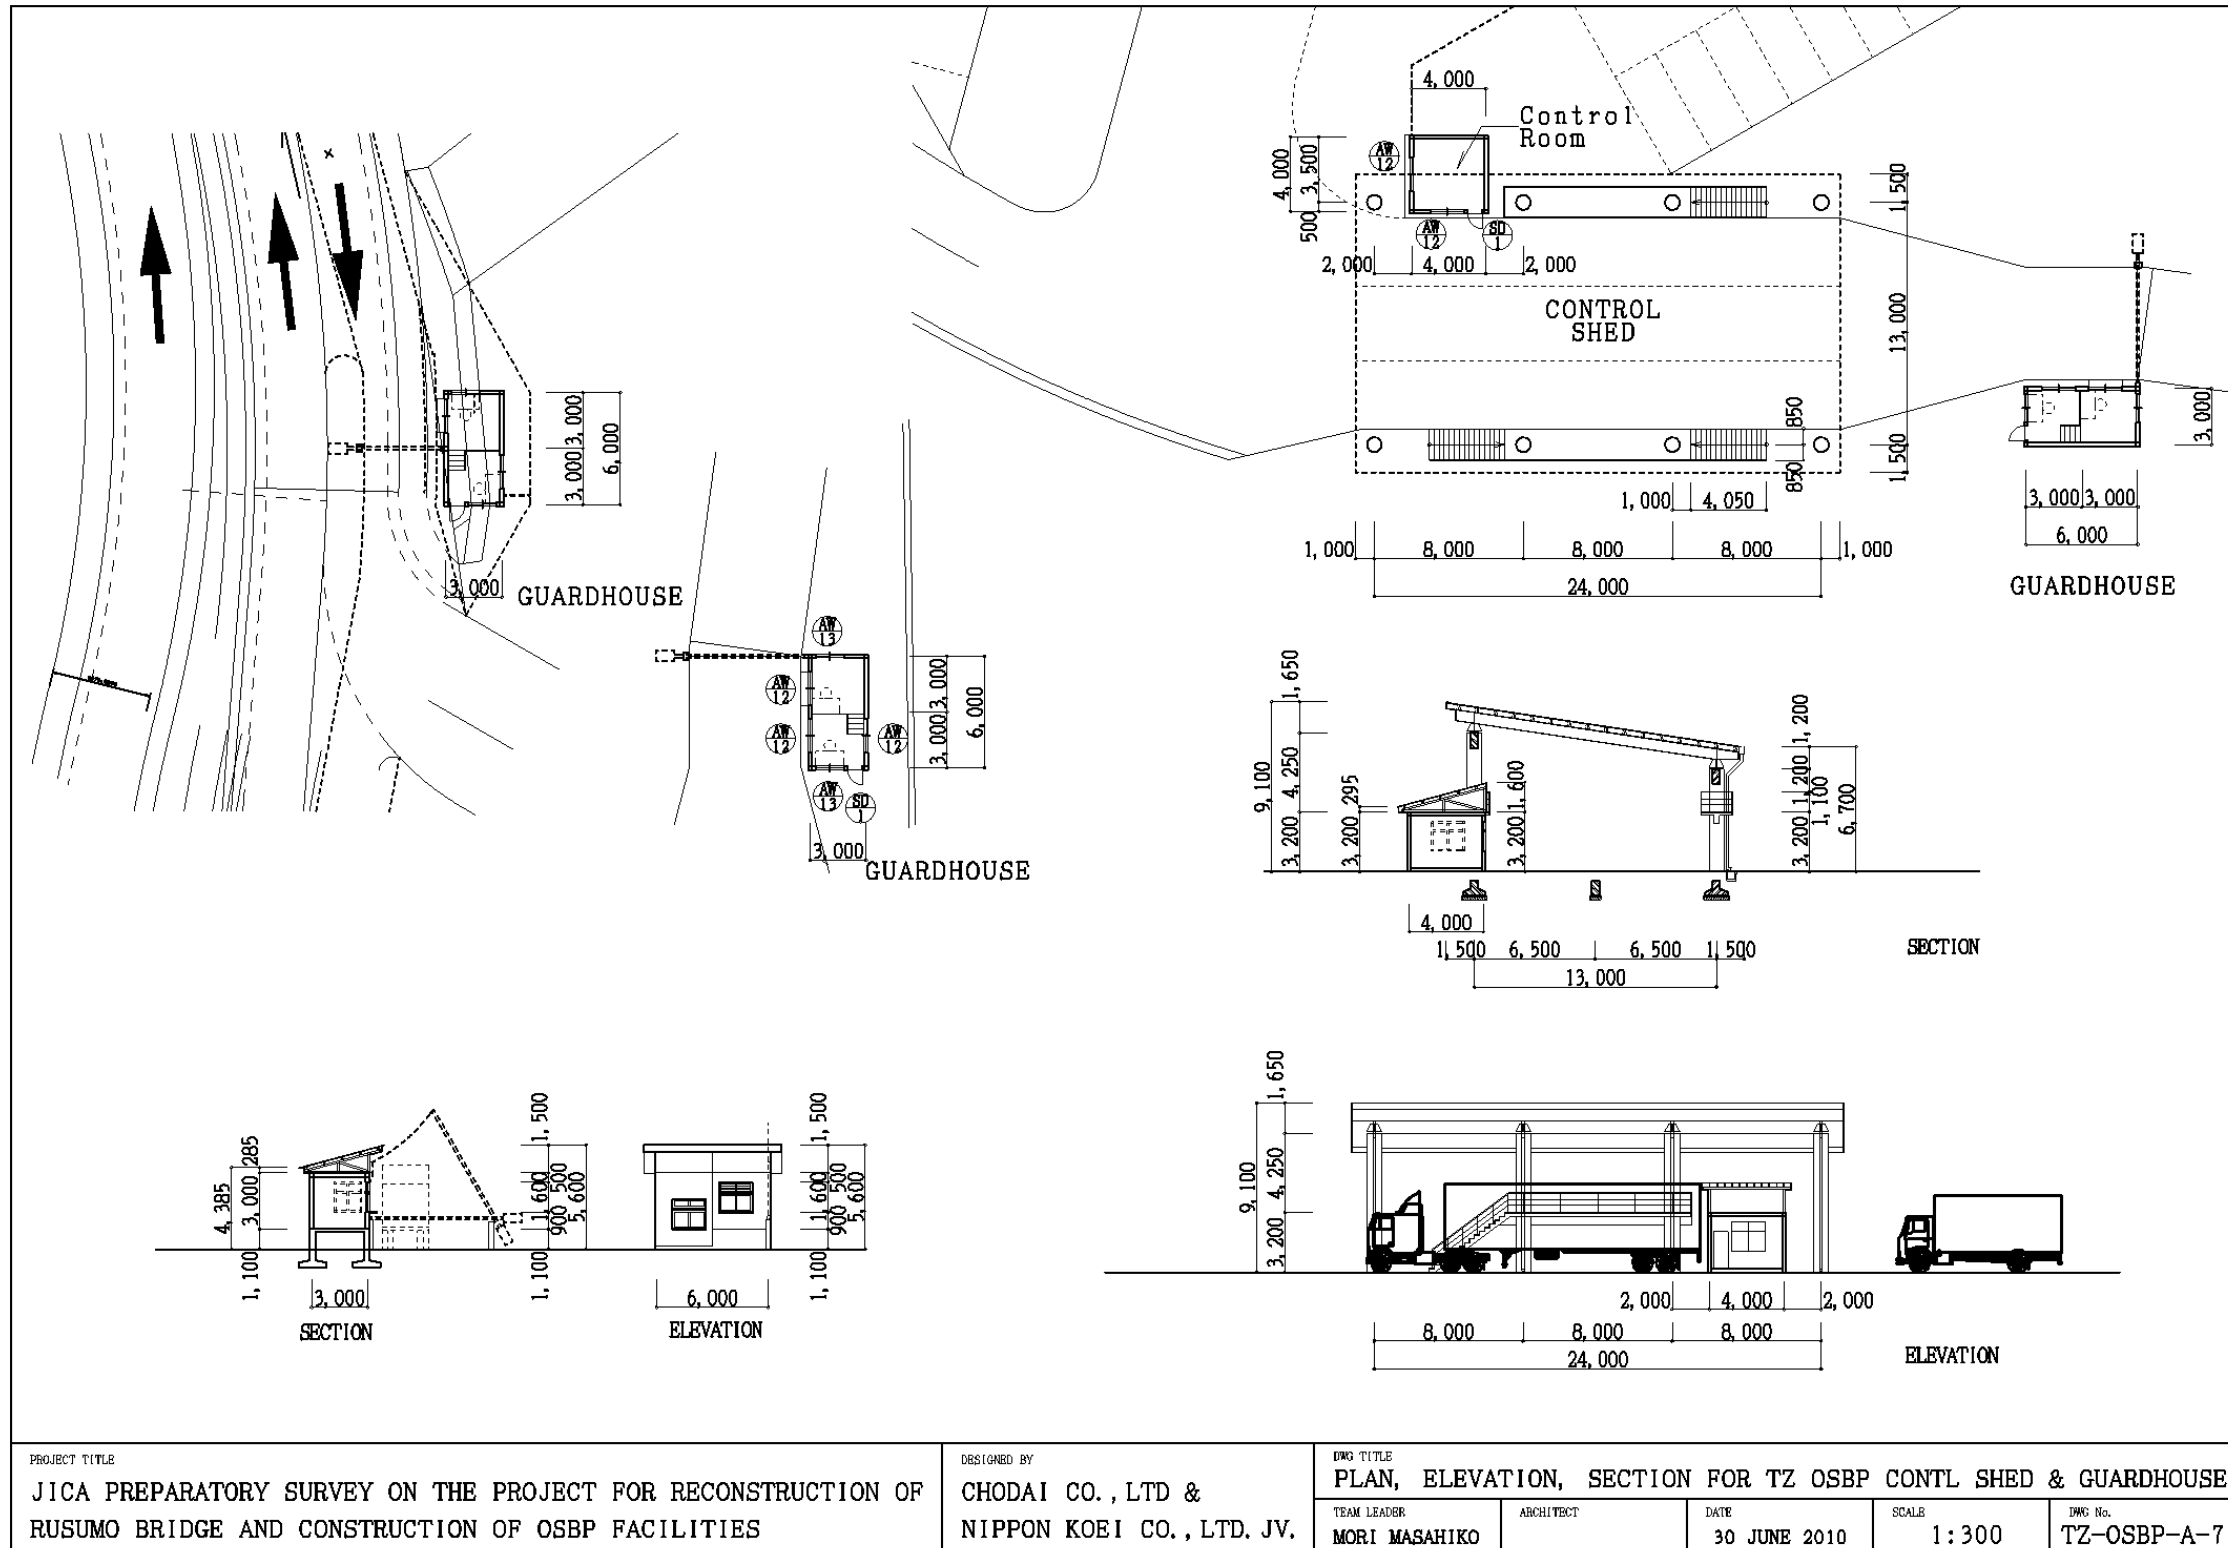 3,000
3,000
6,000
3,000
GUARDHOUSE
AW
13
AW
12
AW
12
AW
12
AW
13
SD
1
3,000
3,000
6,000
3,000
GUARDHOUSE
4,000
Control
Room
AW
12
4,000
3,500
500
AW
12
SD
1
2,000
4,000
2,000
CONTROL
SHED
1,500
13,000
1,500
850
850
1,000
4,050
1,000
8,000
8,000
8,000
1,000
24,000
3,000
3,000
3,000
6,000
GUARDHOUSE
1,650
9,100
4,250
3,200
295
3,200
1,600
3,200
1,200
1,200
1,100
6,700
3,200
4,000
1,500
6,500
6,500
1,500
13,000
SECTION
4,385
285
3,000
1,100
1,500
500
1,600
900
5,600
1,100
3,000
SECTION
1,500
500
1,600
900
5,600
1,100
6,000
ELEVATION
1,650
9,100
4,250
3,200
2,000
4,000
2,000
8,000
8,000
8,000
24,000
ELEVATION
PROJECT TITLE
JICA PREPARATORY SURVEY ON THE PROJECT FOR RECONSTRUCTION OF
RUSUMO BRIDGE AND CONSTRUCTION OF OSBP FACILITIES
DESIGNED BY
CHODAI CO., LTD &
NIPPON KOEI CO., LTD. JV.
DWG TITLE
PLAN, ELEVATION, SECTION FOR TZ OSBP CONTL SHED & GUARDHOUSE
TEAM LEADER
MORI MASAHIKO
ARCHITECT
DATE
30 JUNE 2010
SCALE
1:300
DWG No.
TZ-OSBP-A-7